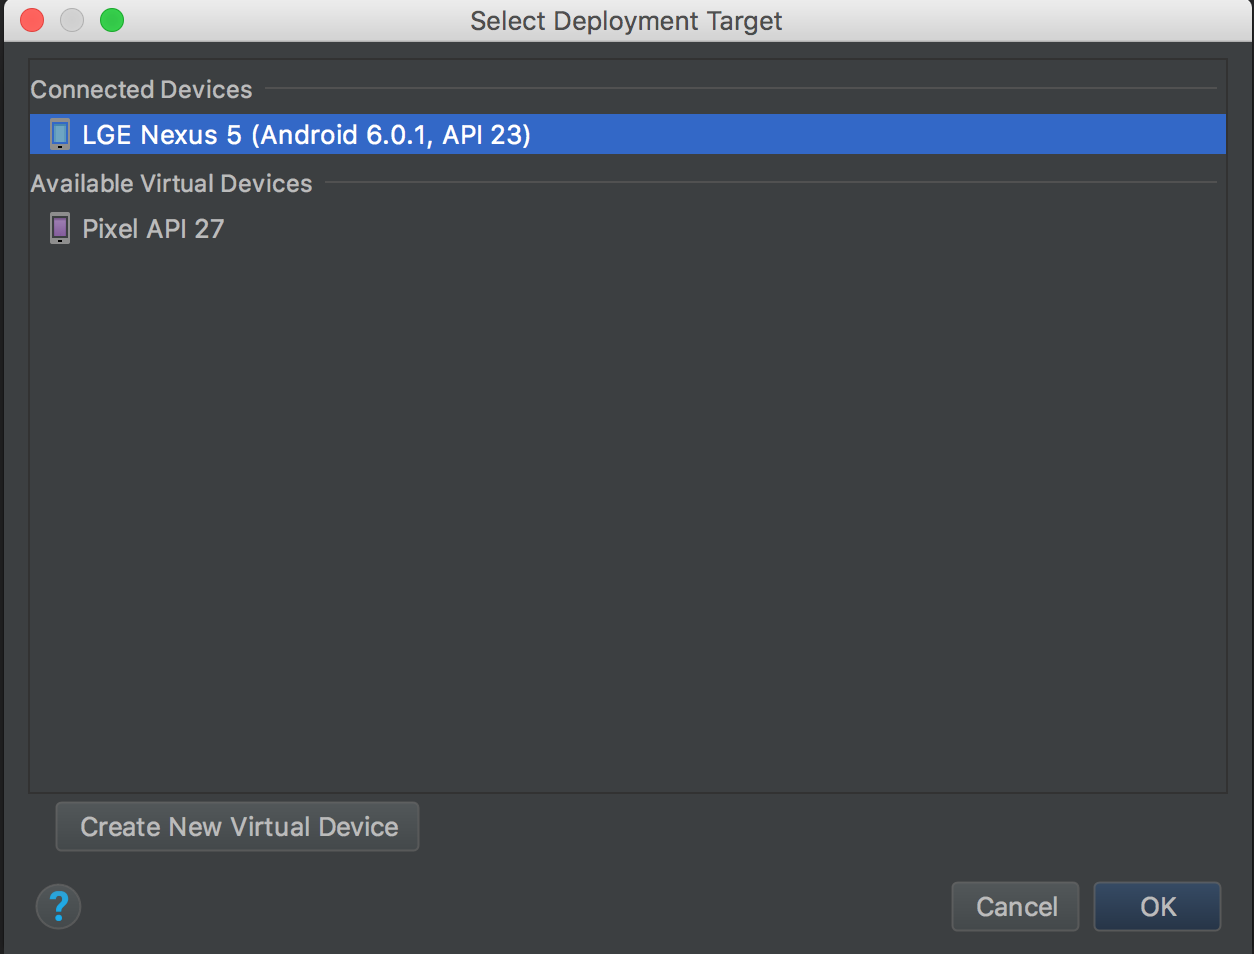 Select Deployment Target
Connected Devices
LGE Nexus 5 (Android 6.0.1, API 23)
Available Virtual Devices
Pixel API 27
Create New Virtual Device
?
Cancel
OK